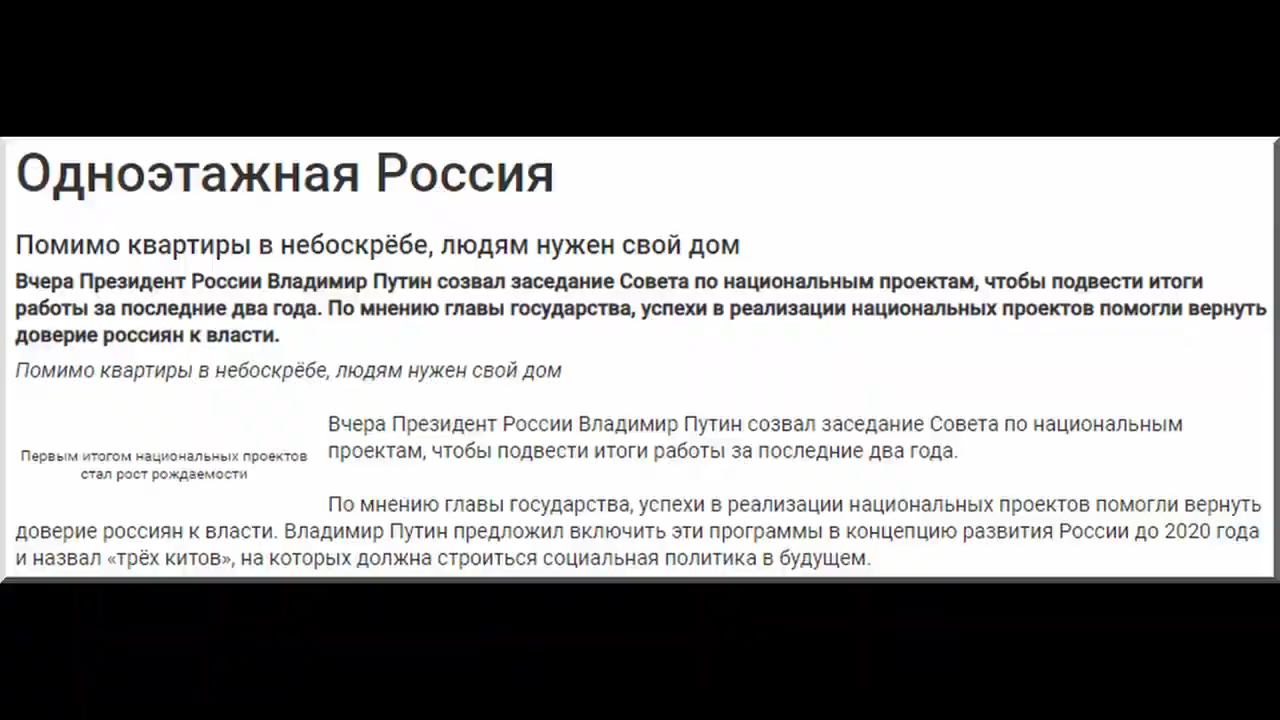 Одноэтажная Россия
Помимо квартиры в небоскрёбе, людям нужен свой дом
Вчера Президент России Владимир Путин созвал заседание Совета по национальным проектам, чтобы подвести итоги
работы за последние два года. По мнению главы государства, успехи в реализации национальных проектов помогли вернуть
доверие россиян к власти.
Помимо квартиры в небоскрёбе, людям нужен свой дом
Первым итогом национальных проектов
стал рост рождаемости
Вчера Президент России Владимир Путин созвал заседание Совета по национальным
проектам, чтобы подвести итоги работы за последние два года.
По мнению главы государства, успехи в реализации национальных проектов помогли вернуть
доверие россиян к власти. Владимир Путин предложил включить эти программы в концепцию развития России до 2020 года
и назвал «трёх китов», на которых должна строиться социальная политика в будущем.